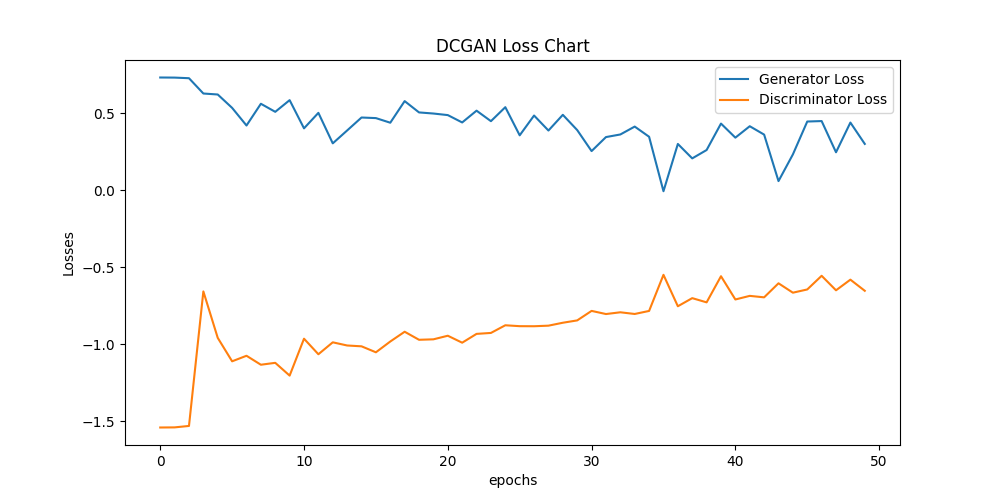 DCGAN Loss Chart
Generator Loss
Discriminator Loss
Losses
0.5
0.0
−0.5
−1.0
−1.5
0
10
20
30
40
50
epochs